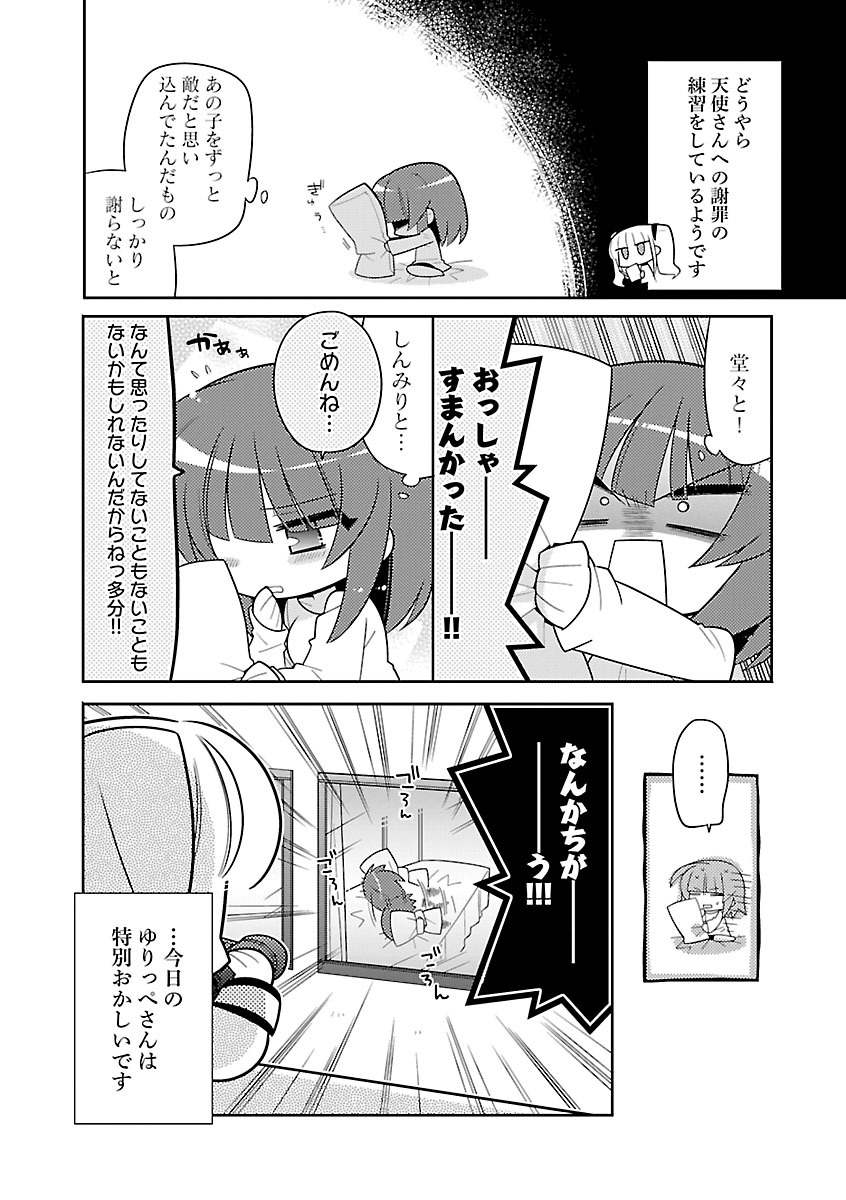 どうやら
天使さんへの謝罪の
練習をしているようです
ぎゅぅ…
あの子をずっと
敵だと思い
込んでたんだもの
しっかり
謝らないと
堂々と！
おっしゃ――
すまんかった――!!
しんみりと…
ごめんね…
かぁぁ
なんて思ったりしてないこともないことも
ないかもしれないんだからねっ多分!!
……
なんかちが――
――う!!!
ごろん
ごろん
ごろん
…今日の
ゆりっぺさんは
特別おかしいです